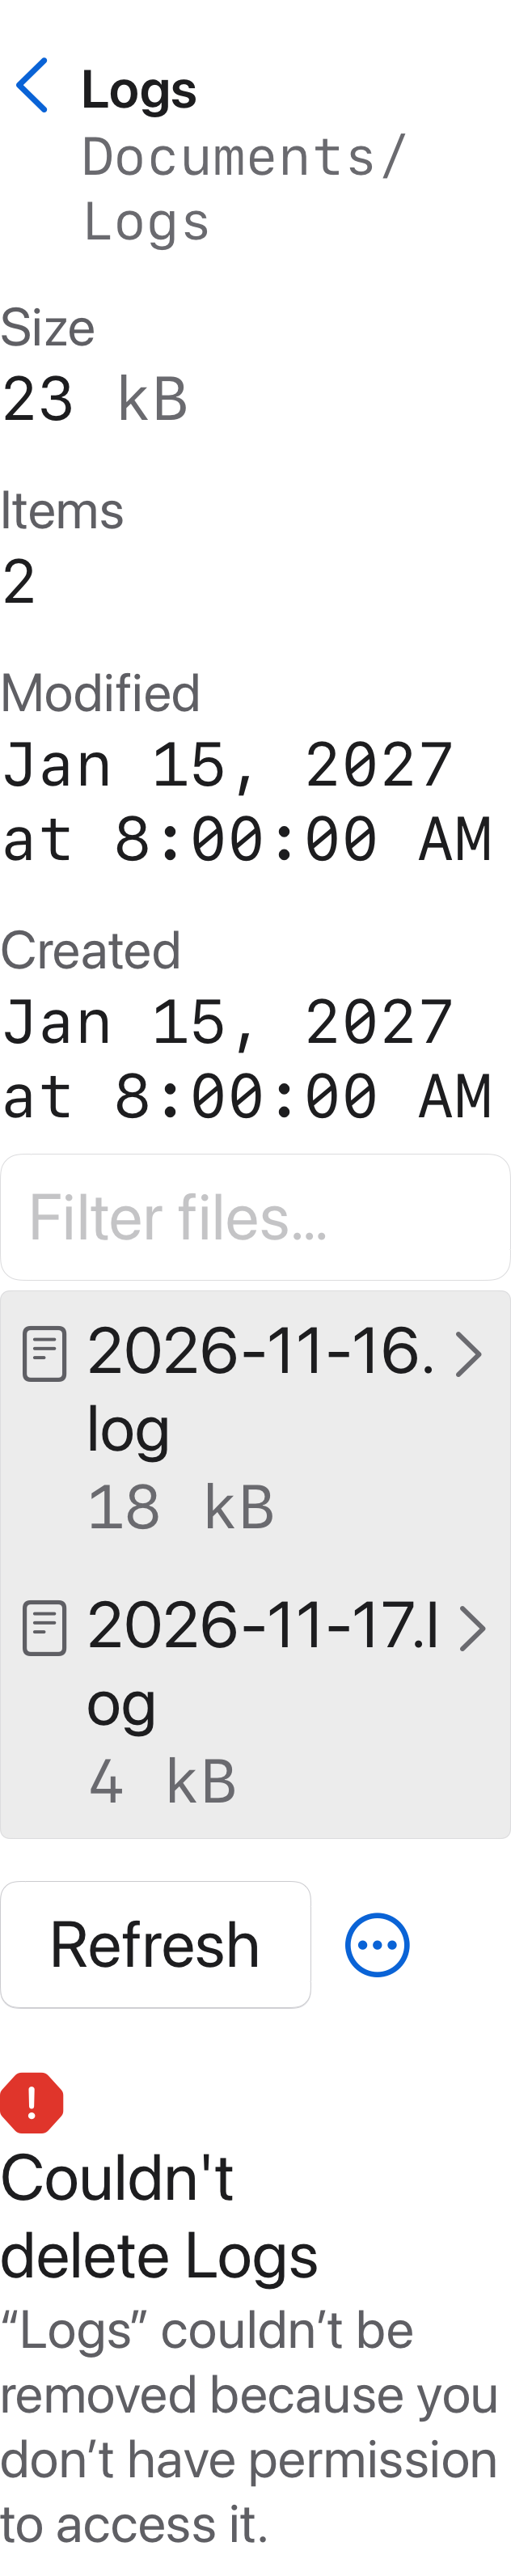 Logs
Documents/
Logs
Size
23 kB
Items
2
Modified
Jan 15, 2027
at 8:00:00 AM
Created
Jan 15, 2027
at 8:00:00 AM
Filter files...
2026-11-16.
log
18 kB
2026-11-17.l
og
4 kB
Refresh
Couldn't
delete Logs
“Logs” couldn’t be
removed because you
don’t have permission
to access it.